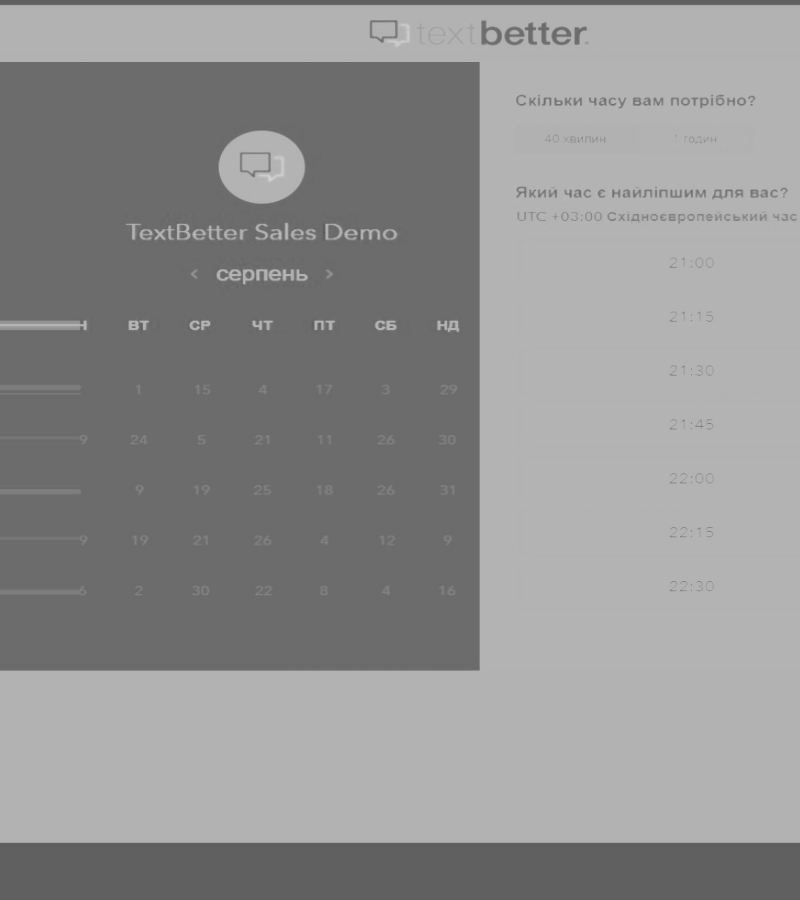 textbetter.
TextBetter Sales Demo
< серпень >
Н ВТ СР ЧТ ПТ СБ НД
1 15 4 17 3 29
9 24 5 21 11 26 30
9 19 25 18 26 31
9 19 21 26 4 12 9
6 2 30 22 8 4 16
Скільки часу вам потрібно?
40 хвилин 1 годин
Який час є найліпшим для вас?
UTC +03:00 Східноєвропейський час
21:00
21:15
21:30
21:45
22:00
22:15
22:30